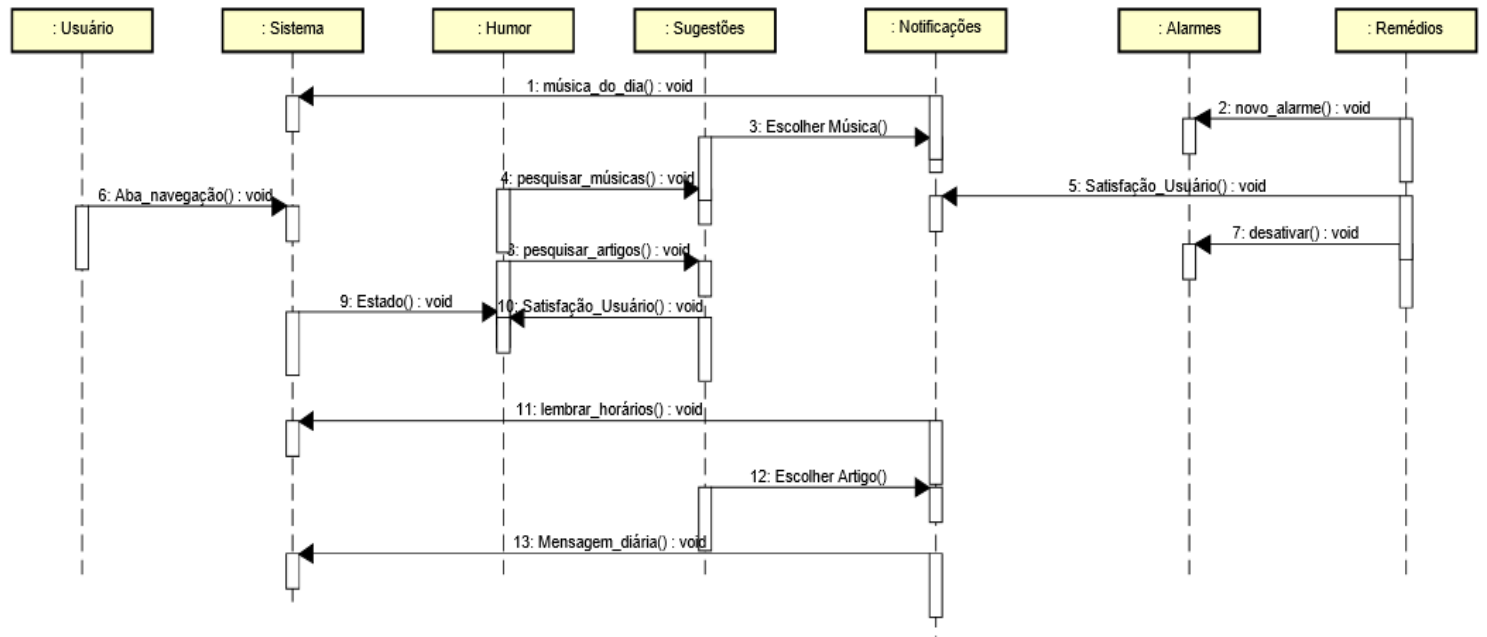 : Usuário
: Sistema
: Humor
: Sugestões
: Notificações
: Alarmes
: Remédios
1: música_do_dia() : void
2: novo_alarme() : void
3: Escolher Música()
4: pesquisar_músicas() : void
5: Satisfação_Usuário() : void
6: Aba_navegação() : void
7: desativar() : void
8: pesquisar_artigos() : void
9: Estado() : void
10: Satisfação_Usuário() : void
11: lembrar_horários() : void
12: Escolher Artigo()
13: Mensagem_diária() : void